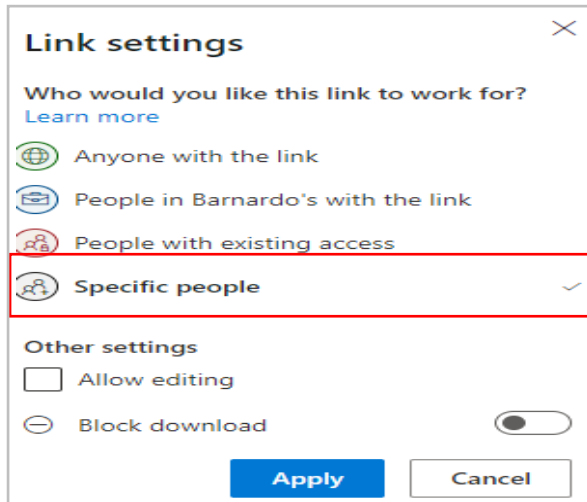 Link settings
Who would you like this link to work for?
Learn more
Anyone with the link
People in Barnardo's with the link
People with existing access
Specific people
Other settings
Allow editing
Block download
Apply Cancel